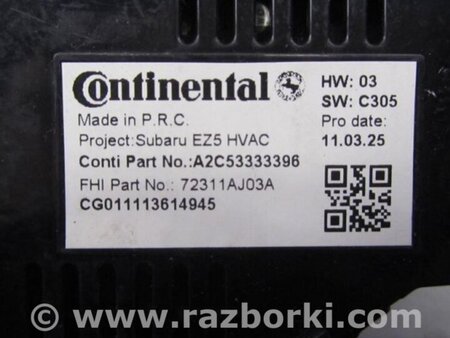 Continental
HW: 03
SW: C305
Made in P.R.C.
Pro date:
Project:Subaru EZ5 HVAC
11.03.25
Conti Part No.:A2C53333396
FHI Part No.: 72311AJ03A
CG011113614945
© www.razborki.com